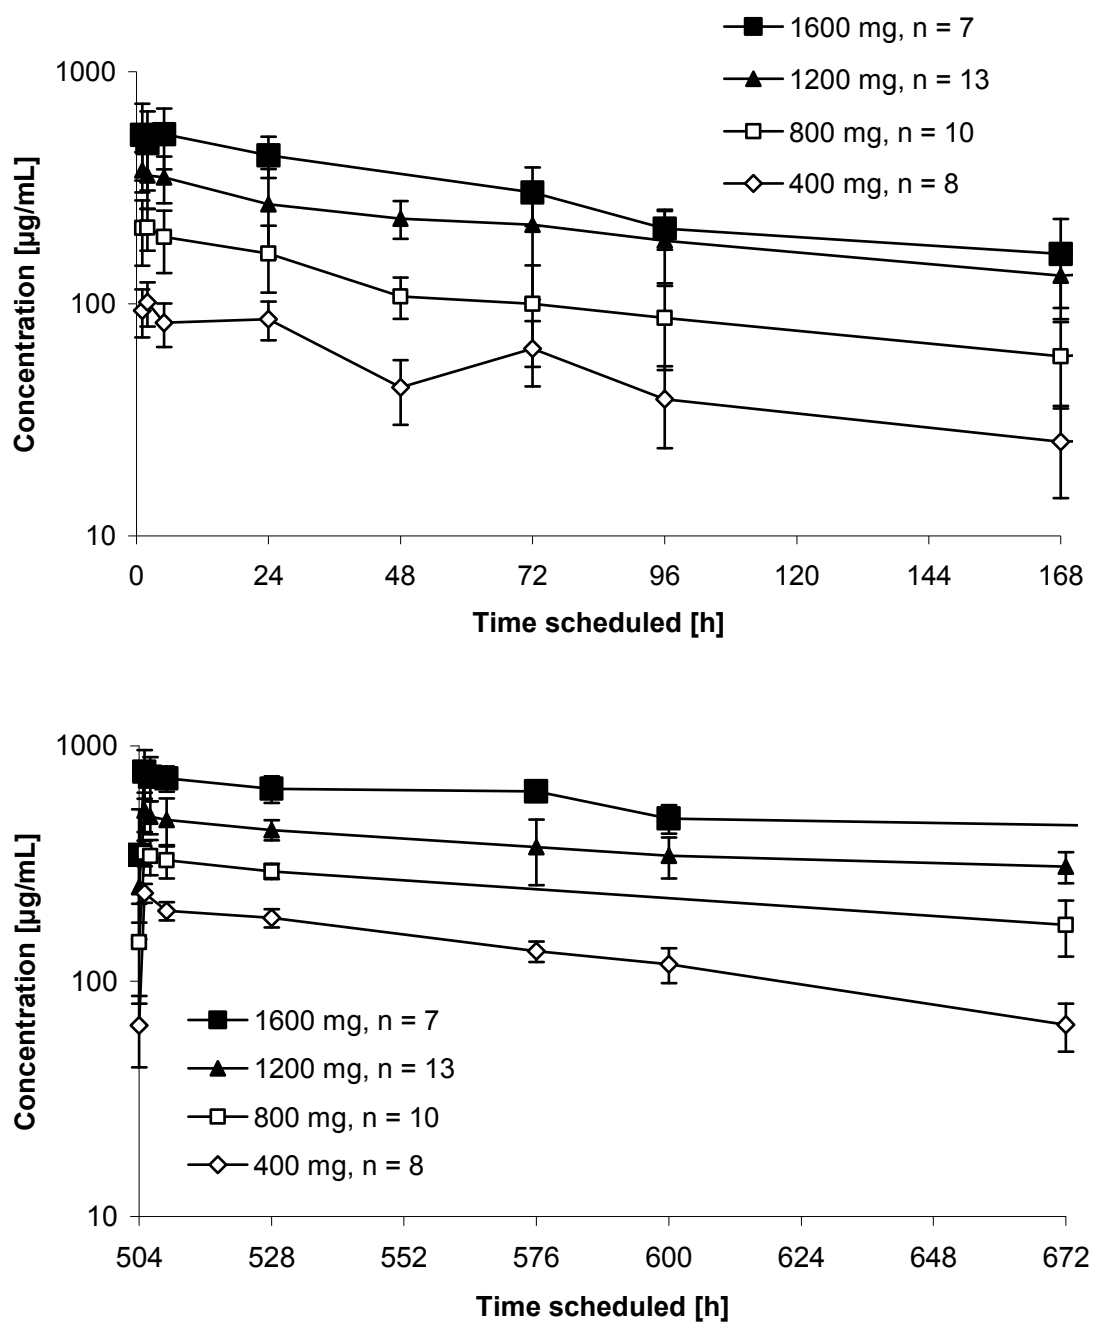 1600 mg, n = 7
1200 mg, n = 13
800 mg, n = 10
400 mg, n = 8
1000
100
10
Concentration [µg/mL]
0 24 48 72 96 120 144 168
Time scheduled [h]
1000
100
10
Concentration [µg/mL]
1600 mg, n = 7
1200 mg, n = 13
800 mg, n = 10
400 mg, n = 8
504 528 552 576 600 624 648 672
Time scheduled [h]